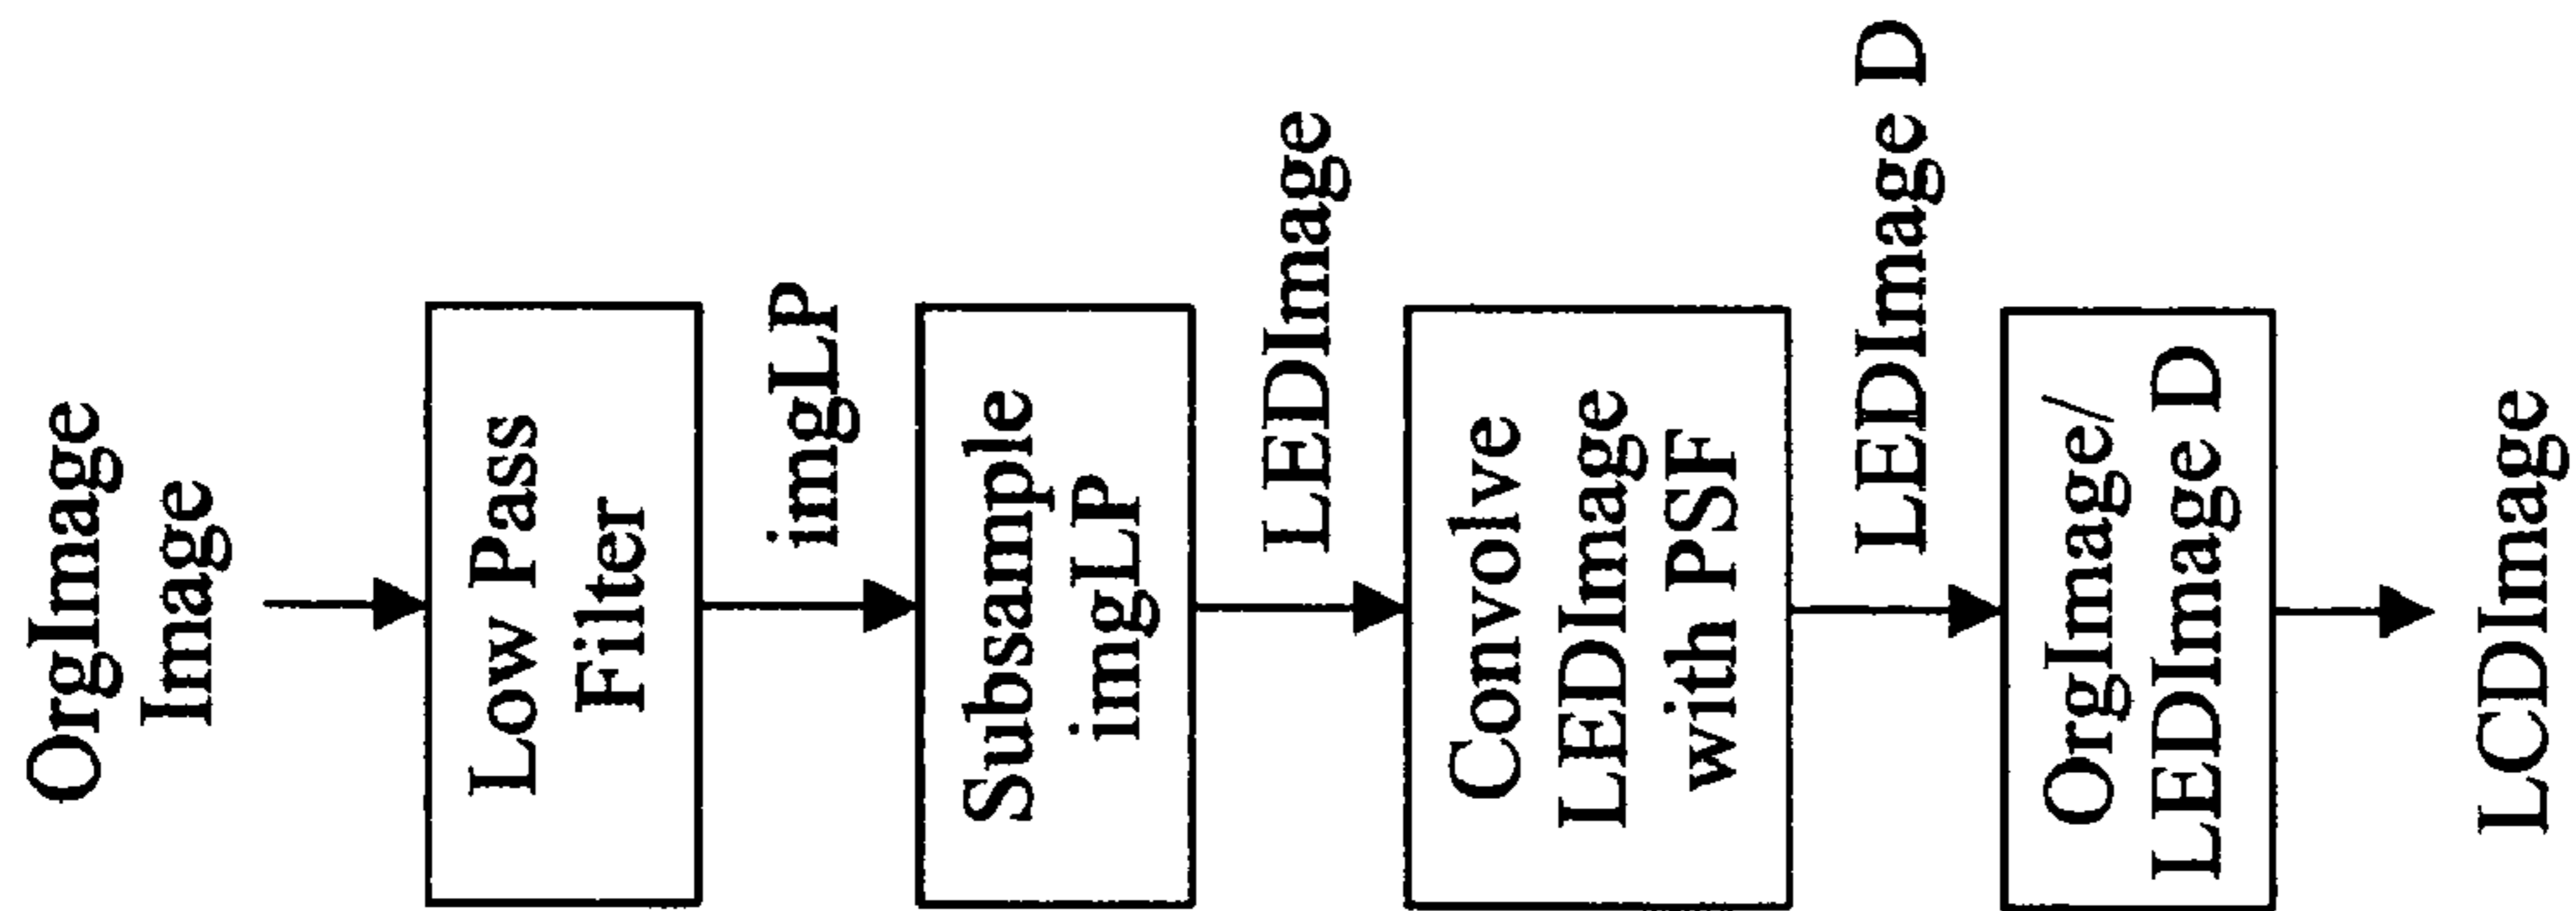 OrgImage
Image
Low Pass
Filter
imgLP
Subsample
imgLP
LEDImage
Convolve
LEDImage
with PSF
LEDImage D
OrgImage/
LEDImage D
LCDImage